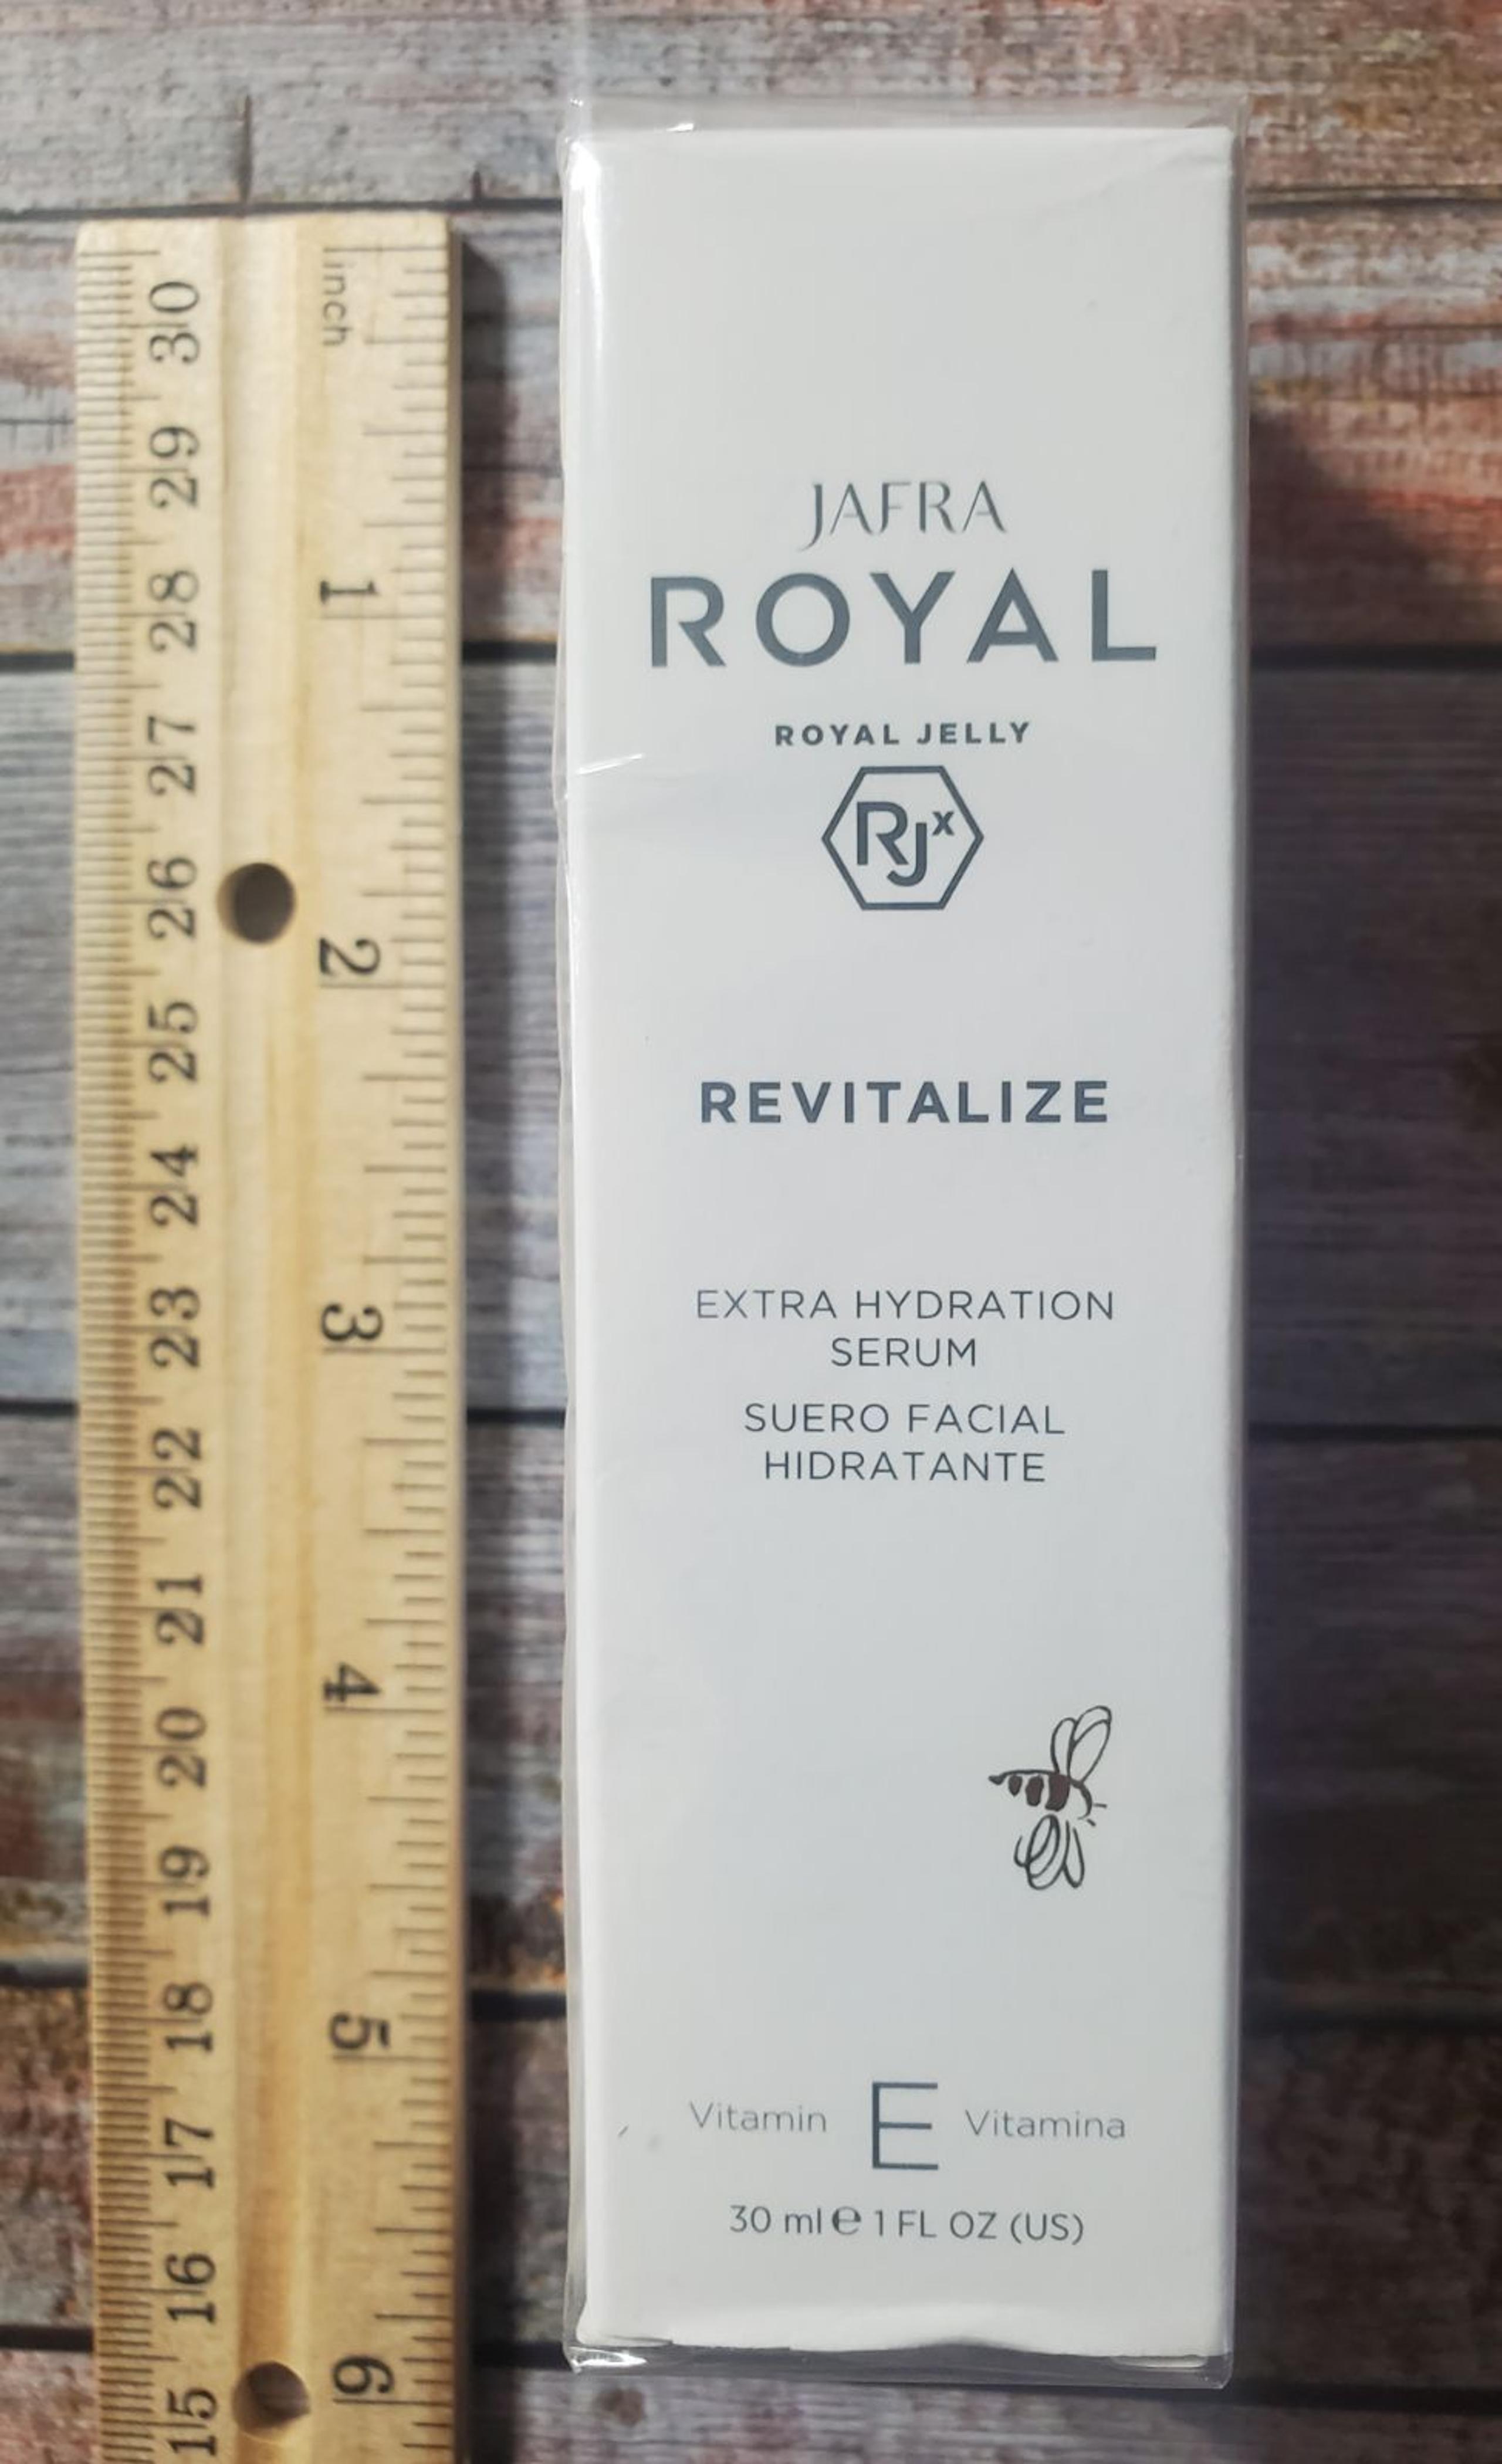 JAFRA
ROYAL
ROYAL JELLY
RJx
REVITALIZE
EXTRA HYDRATION
SERUM
SUERO FACIAL
HIDRATANTE
Vitamin E Vitamina
30 ml ℮ 1 FL OZ (US)
inch
1
2
3
4
5
6
30
29
28
27
26
25
24
23
22
21
20
19
18
17
16
15